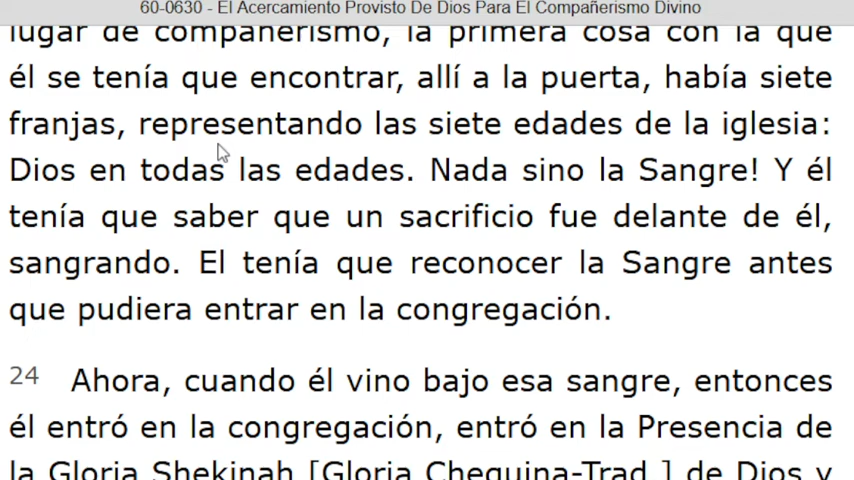 60-0630 - El Acercamiento Provisto De Dios Para El Compañerismo Divino
lugar de compañerismo, la primera cosa con la que
él se tenía que encontrar, allí a la puerta, había siete
franjas, representando las siete edades de la iglesia:
Dios en todas las edades. Nada sino la Sangre! Y él
tenía que saber que un sacrificio fue delante de él,
sangrando. El tenía que reconocer la Sangre antes
que pudiera entrar en la congregación.
24 Ahora, cuando él vino bajo esa sangre, entonces
él entró en la congregación, entró en la Presencia de
la Gloria Shekinah [Gloria Chequina-Trad.] de Dios y